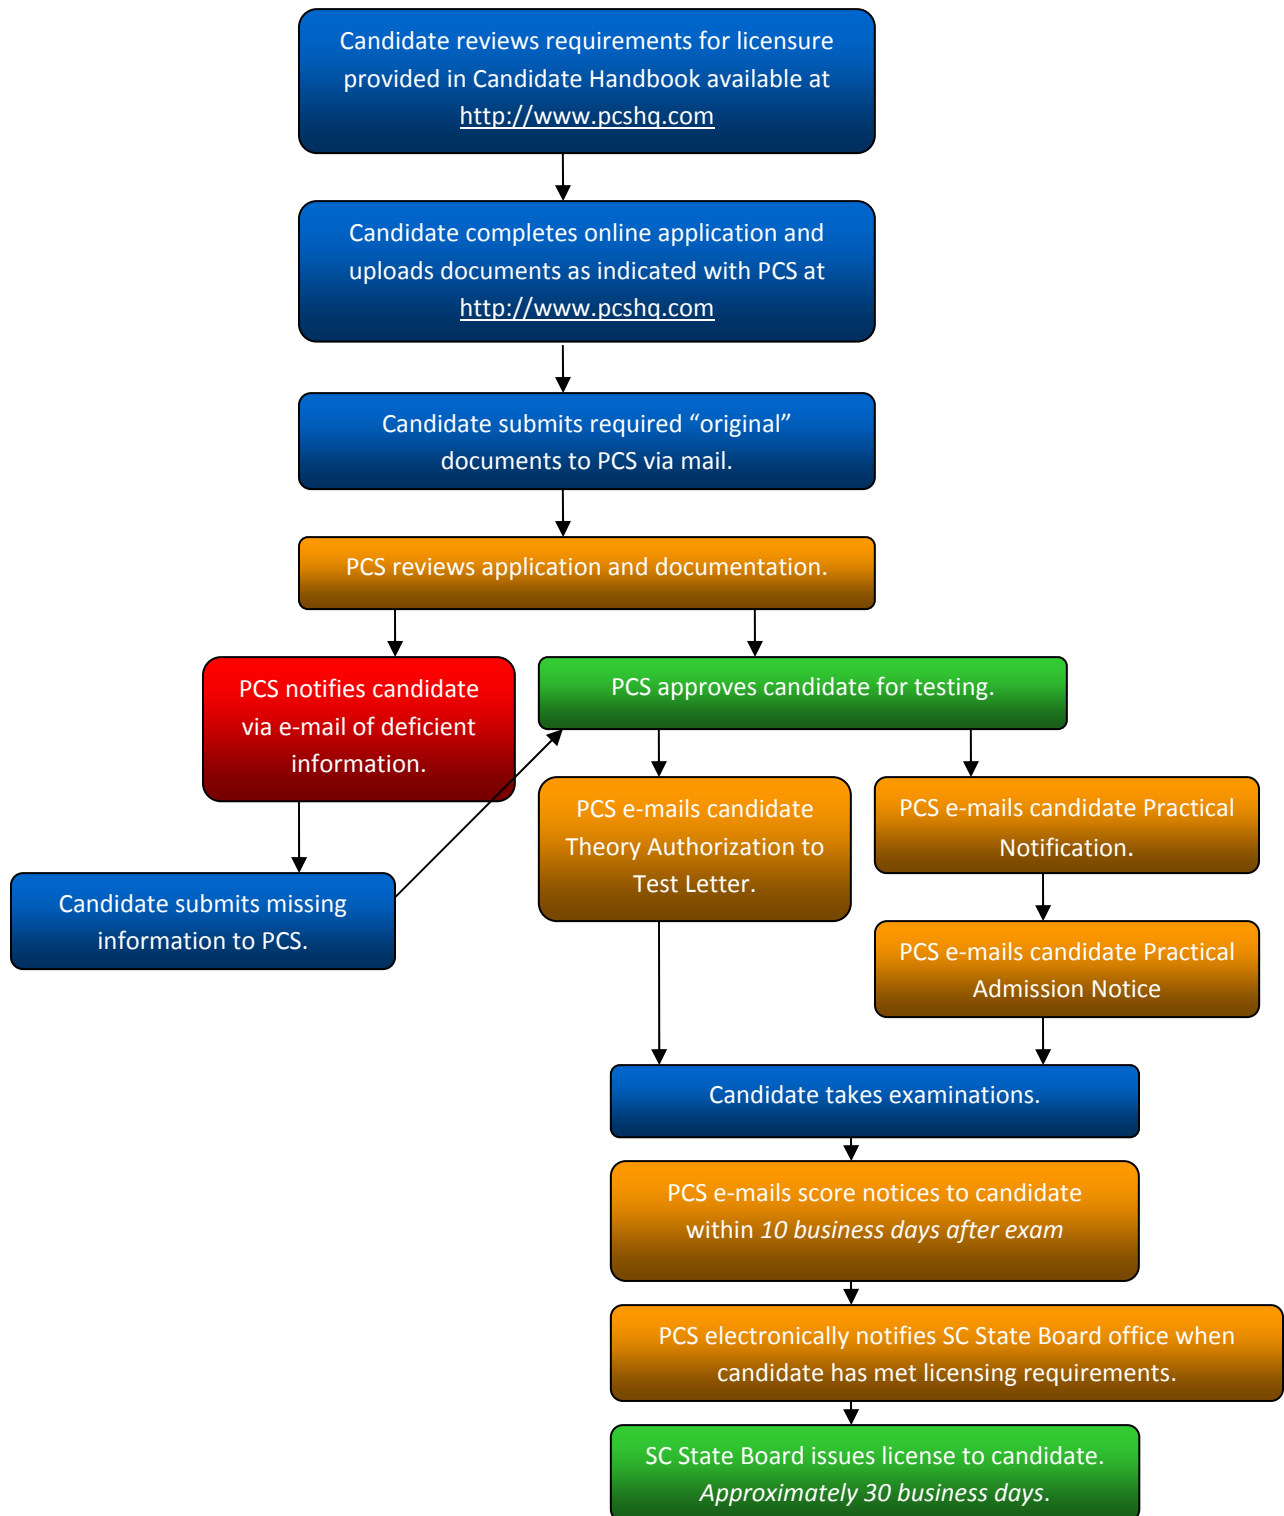 Candidate reviews requirements for licensure
provided in Candidate Handbook available at
http://www.pcshq.com
Candidate completes online application and
uploads documents as indicated with PCS at
http://www.pcshq.com
Candidate submits required “original”
documents to PCS via mail.
PCS reviews application and documentation.
PCS notifies candidate
via e-mail of deficient
information.
Candidate submits missing
information to PCS.
PCS approves candidate for testing.
PCS e-mails candidate
Theory Authorization to
Test Letter.
PCS e-mails candidate Practical
Notification.
PCS e-mails candidate Practical
Admission Notice
Candidate takes examinations.
PCS e-mails score notices to candidate
within 10 business days after exam
PCS electronically notifies SC State Board office when
candidate has met licensing requirements.
SC State Board issues license to candidate.
Approximately 30 business days.